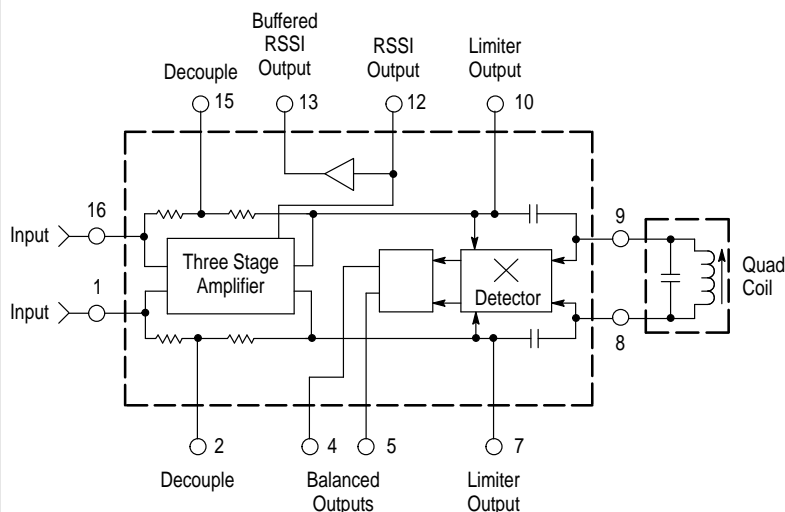 Buffered
RSSI
Output
RSSI
Output
Limiter
Output
Decouple
15
13
12
10
16
9
Input
Three Stage
Amplifier
Detector
Quad
Coil
1
Input
8
2
4
5
7
Decouple
Balanced
Outputs
Limiter
Output